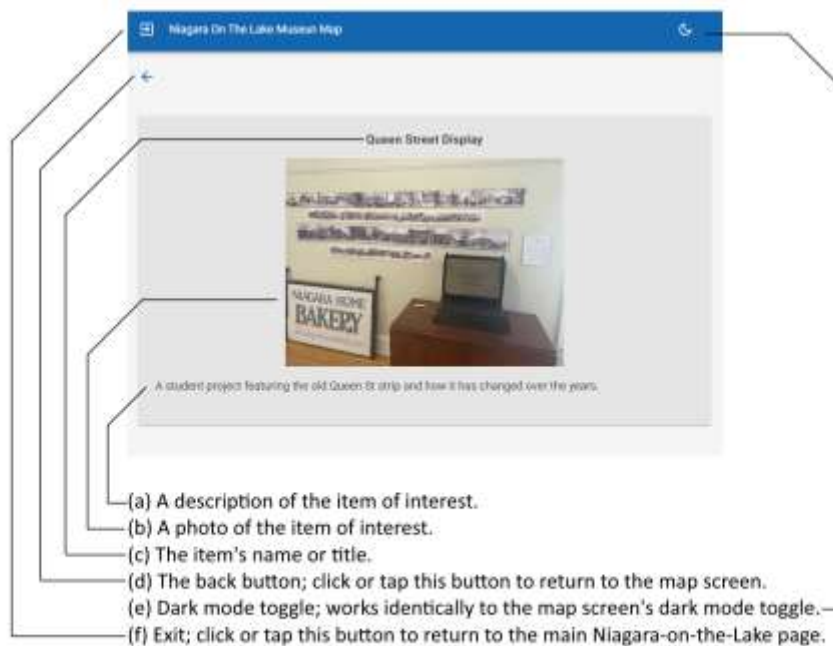 Niagara On The Lake Museun Map
Queen Street Display
NIAGARA HOME
BAKERY
A student project featuring the old Queen St strip and how it has changed over the years.
(a) A description of the item of interest.
(b) A photo of the item of interest.
(c) The item's name or title.
(d) The back button; click or tap this button to return to the map screen.
(e) Dark mode toggle; works identically to the map screen's dark mode toggle.
(f) Exit; click or tap this button to return to the main Niagara-on-the-Lake page.